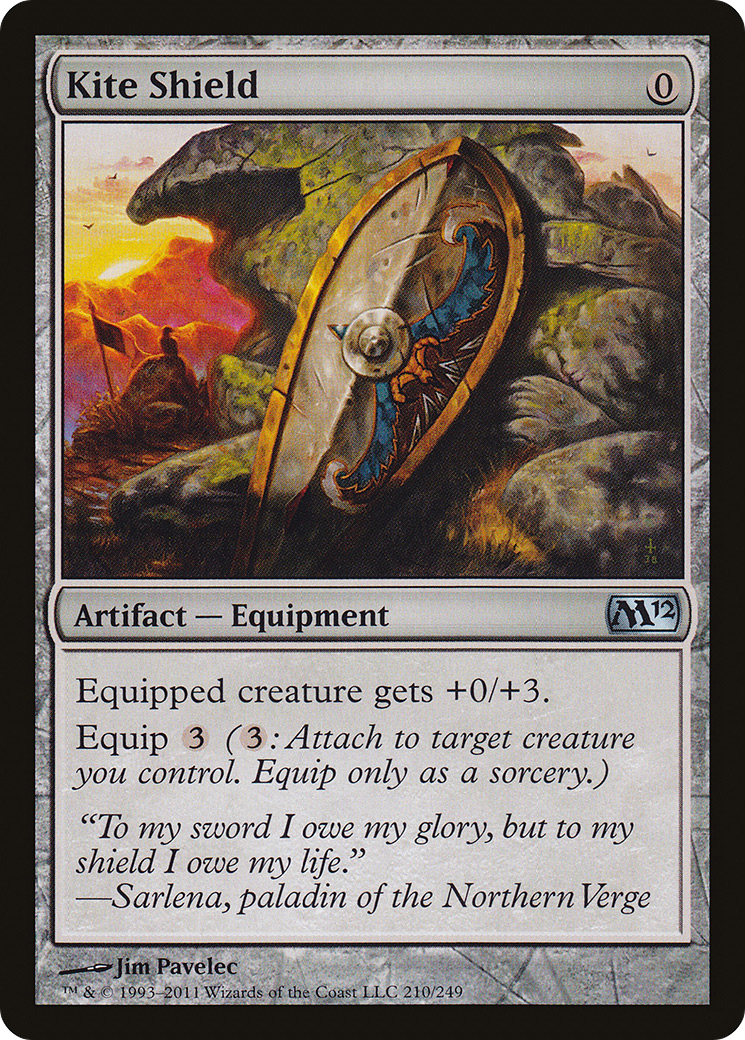 Kite Shield 0
Artifact — Equipment M12
Equipped creature gets +0/+3.
Equip 3 (3: Attach to target creature
you control. Equip only as a sorcery.)
“To my sword I owe my glory, but to my
shield I owe my life.”
—Sarlena, paladin of the Northern Verge
Jim Pavelec
™ & © 1993–2011 Wizards of the Coast LLC 210/249